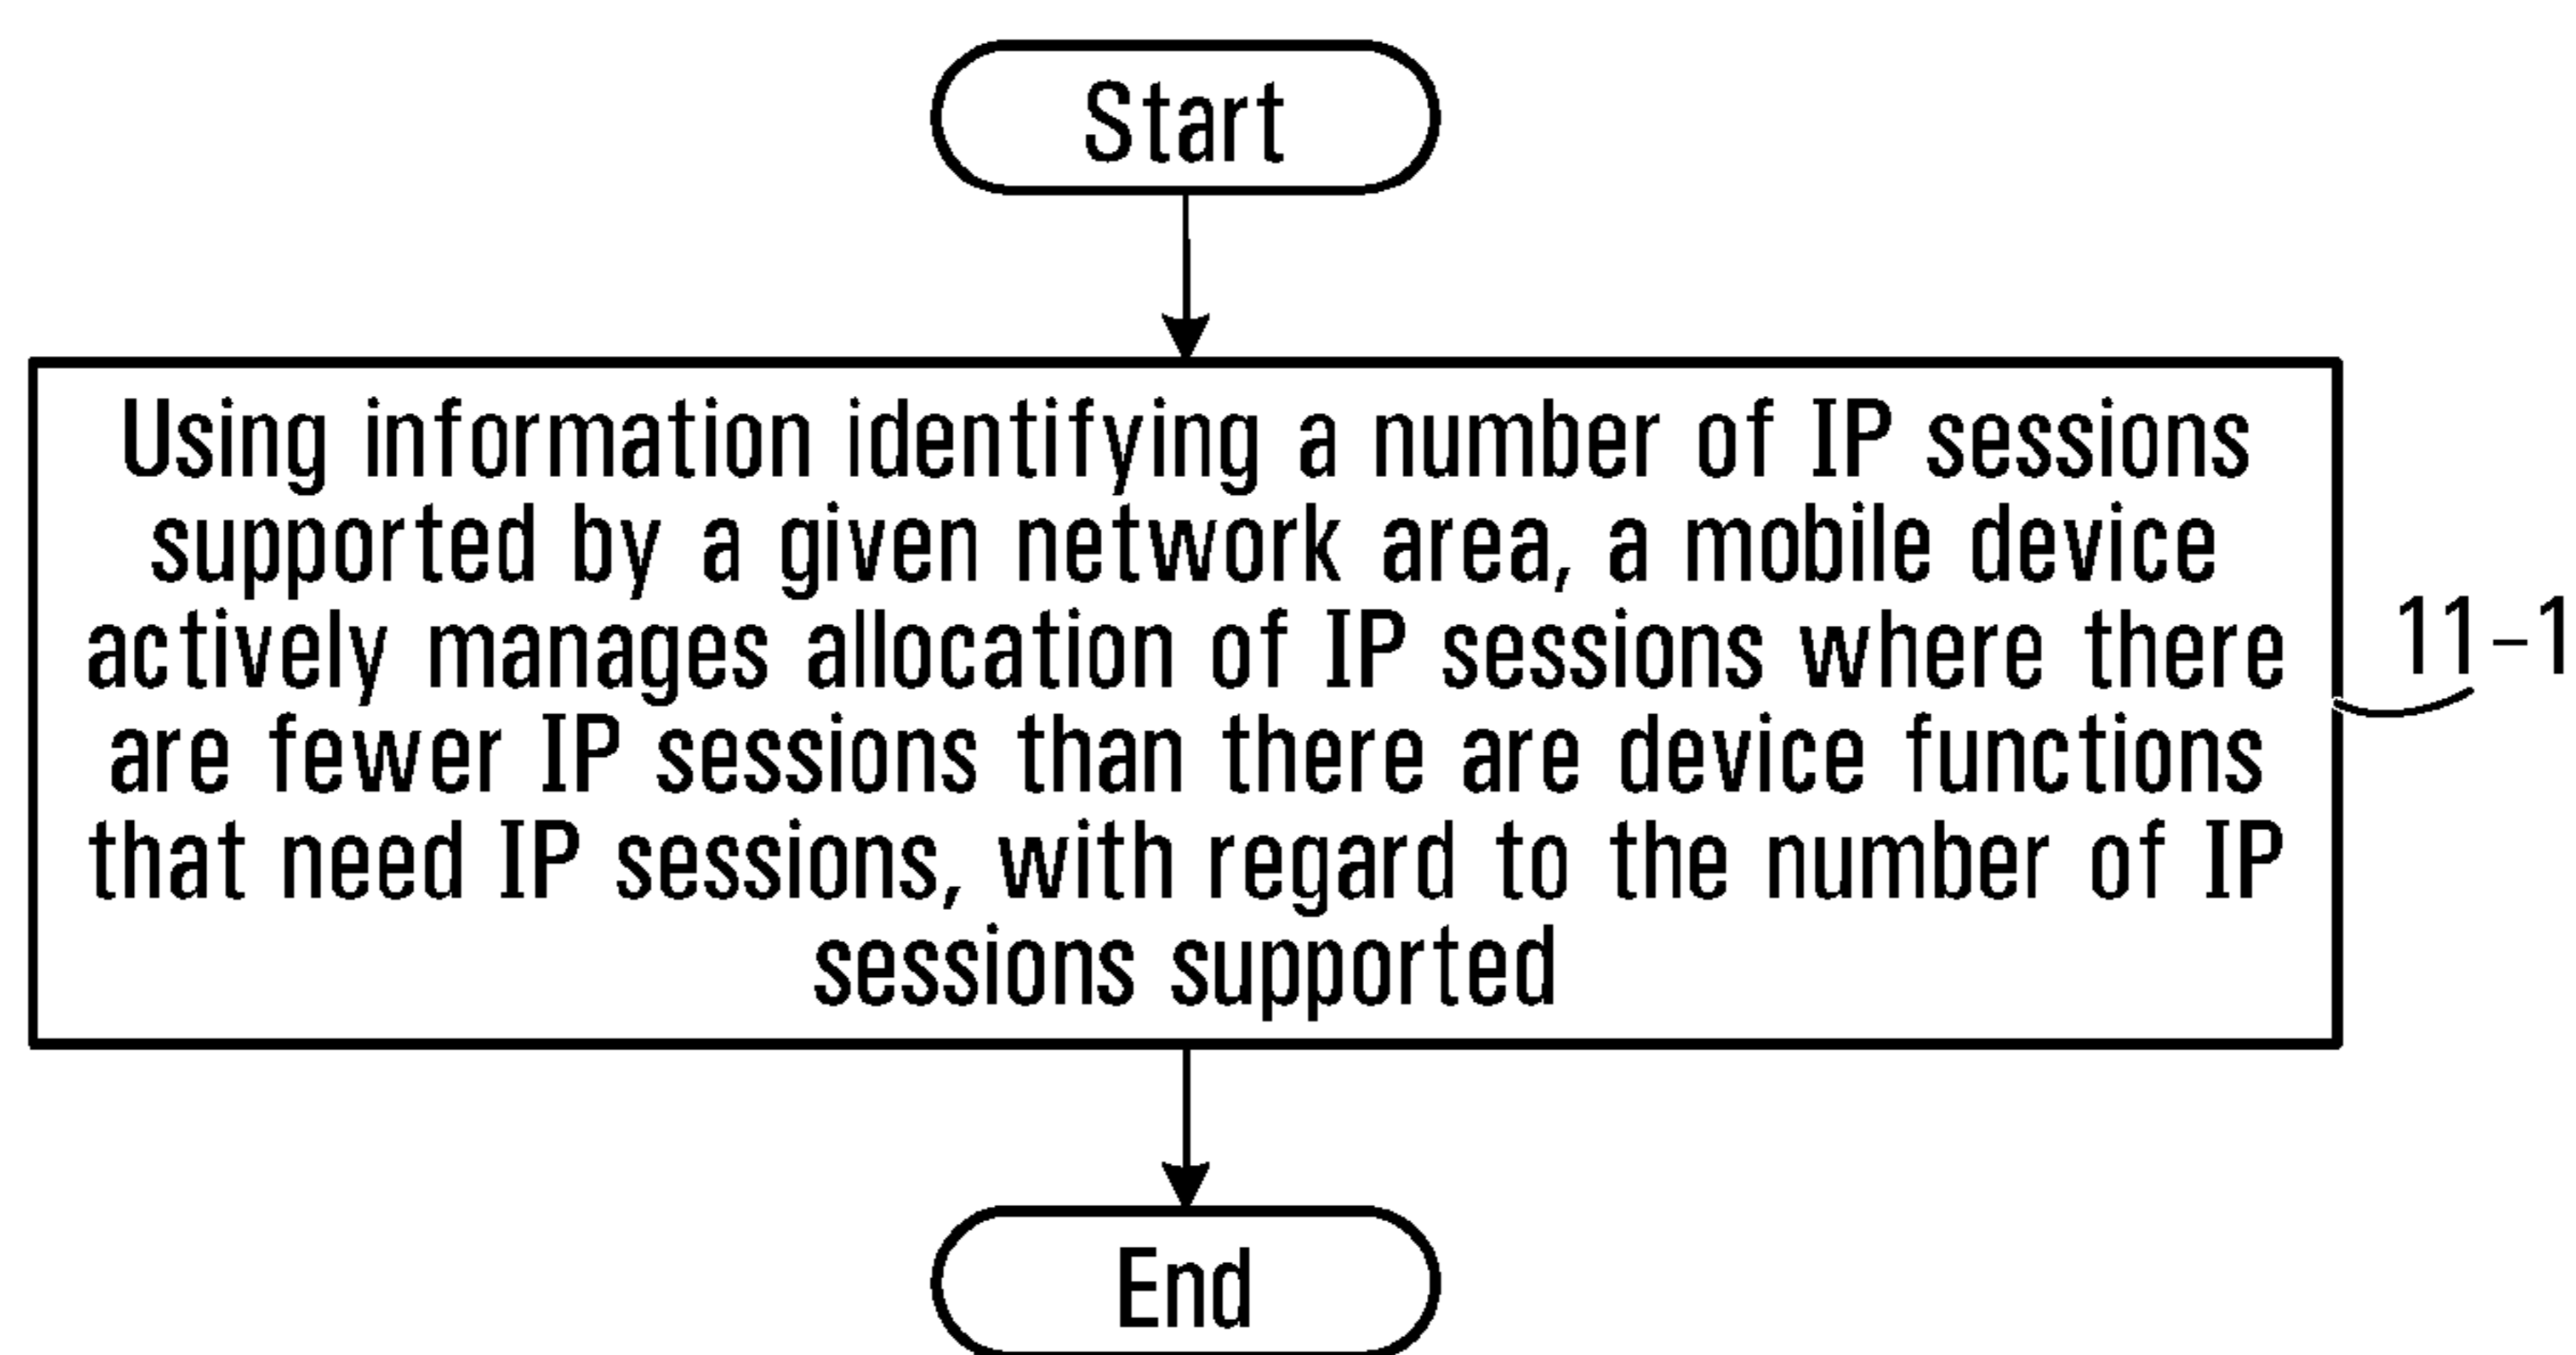 Start
Using information identifying a number of IP sessions
supported by a given network area, a mobile device
actively manages allocation of IP sessions where there
are fewer IP sessions than there are device functions
that need IP sessions, with regard to the number of IP
sessions supported
11-1
End